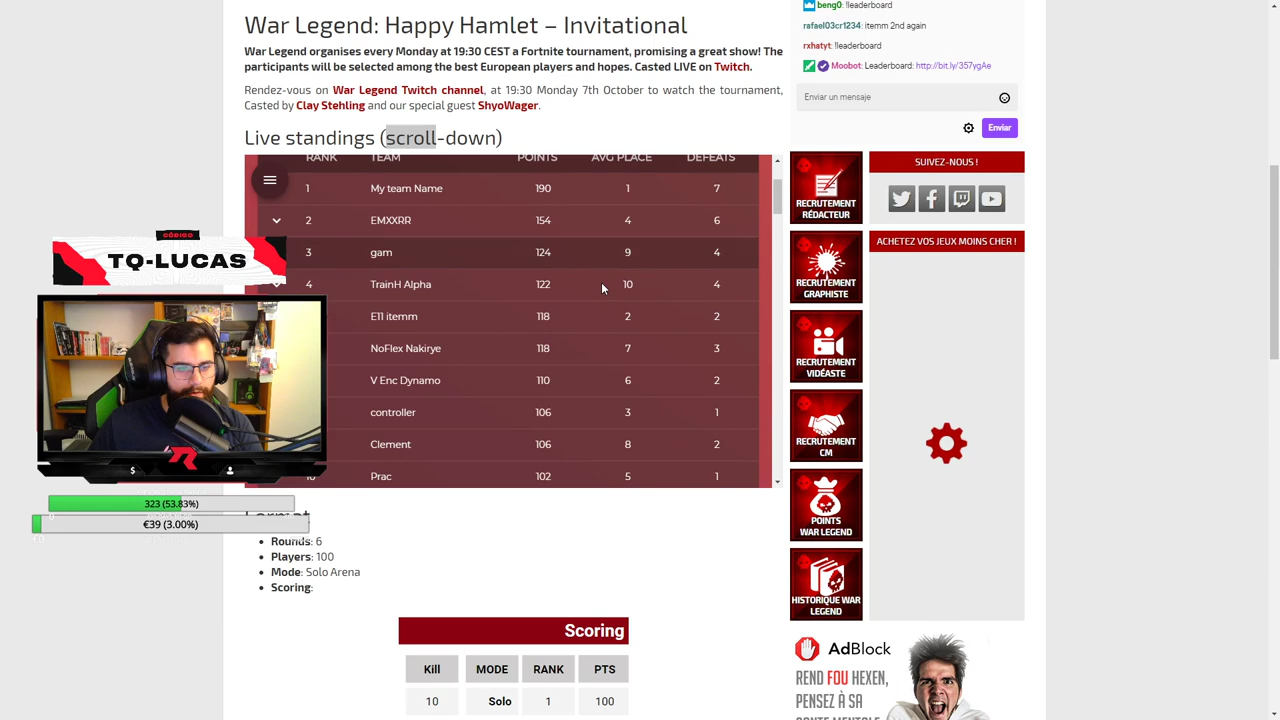 War Legend: Happy Hamlet – Invitational
War Legend organises every Monday at 19:30 CEST a Fortnite tournament, promising a great show! The
participants will be selected among the best European players and hopes. Casted LIVE on Twitch.
Rendez-vous on War Legend Twitch channel, at 19:30 Monday 7th October to watch the tournament,
Casted by Clay Stehling and our special guest ShyoWager.
Live standings (scroll-down)
RANK TEAM POINTS AVG PLACE DEFEATS
1 My team Name 190 1 7
2 EMXXRR 154 4 6
3 gam 124 9 4
4 TrainH Alpha 122 10 4
E11 itemm 118 2 2
NoFlex Nakirye 118 7 3
V Enc Dynamo 110 6 2
controller 106 3 1
Clement 106 8 2
Prac 102 5 1
CÓDIGO
TQ-LUCAS
323 (53.83%)
€39 (3.00%)
Rounds: 6
Players: 100
Mode: Solo Arena
Scoring:
Scoring
Kill MODE RANK PTS
10 Solo 1 100
beng0: !leaderboard
rafael03cr1234: itemm 2nd again
rxhatyt: !leaderboard
Moobot: Leaderboard: http://bit.ly/357ygAe
Enviar un mensaje
Enviar
RECRUTEMENT
RÉDACTEUR
RECRUTEMENT
GRAPHISTE
RECRUTEMENT
VIDÉASTE
RECRUTEMENT
CM
POINTS
WAR LEGEND
HISTORIQUE WAR
LEGEND
SUIVEZ-NOUS !
ACHETEZ VOS JEUX MOINS CHER !
AdBlock
REND FOU HEXEN,
PENSEZ À SA